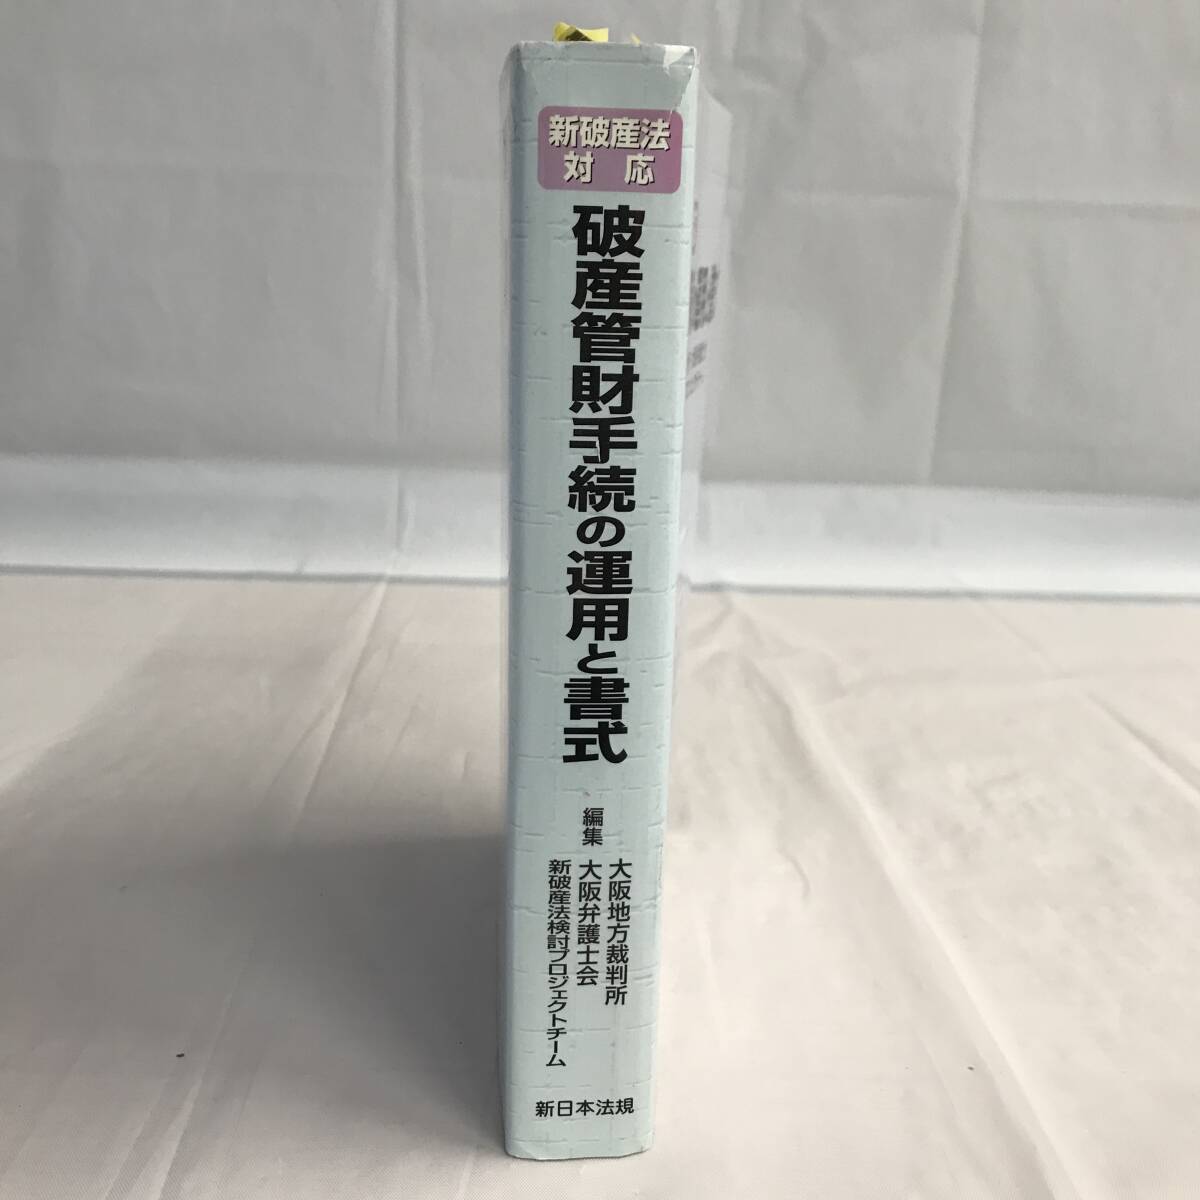 新破産法
対応
破産管財手続の運用と書式
編集
大阪地方裁判所
大阪弁護士会
新破産法検討プロジェクトチーム
新日本法規